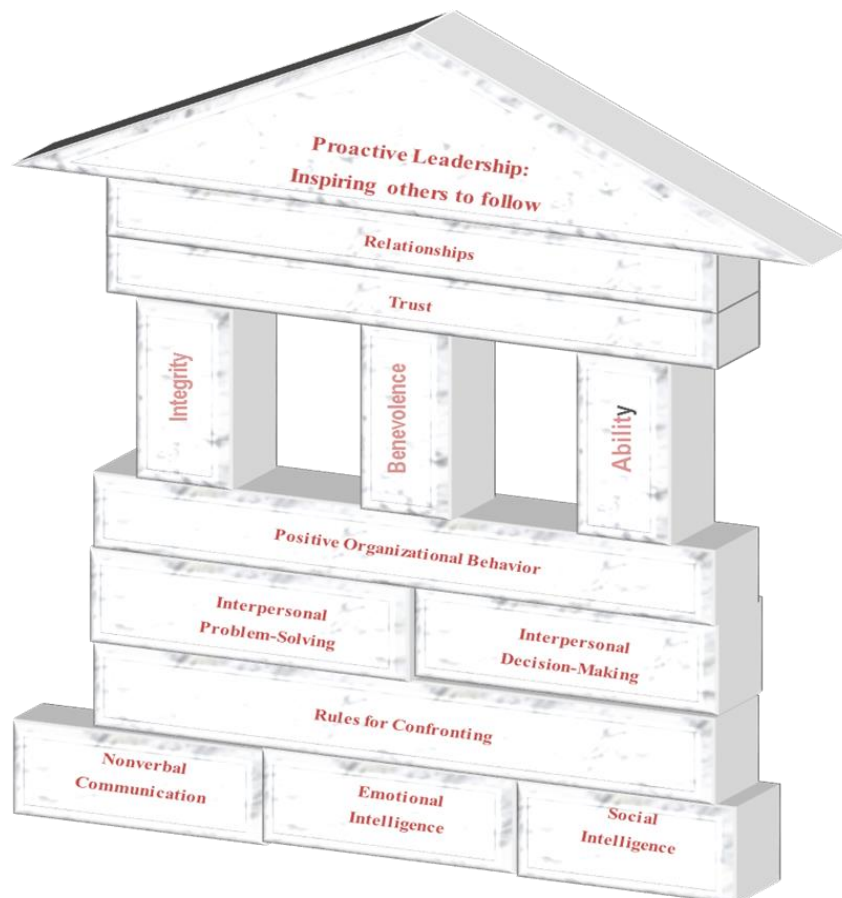 Proactive Leadership:
Inspiring others to follow
Relationships
Trust
Integrity
Benevolence
Ability
Positive Organizational Behavior
Interpersonal
Problem-Solving
Interpersonal
Decision-Making
Rules for Confronting
Nonverbal
Communication
Emotional
Intelligence
Social
Intelligence